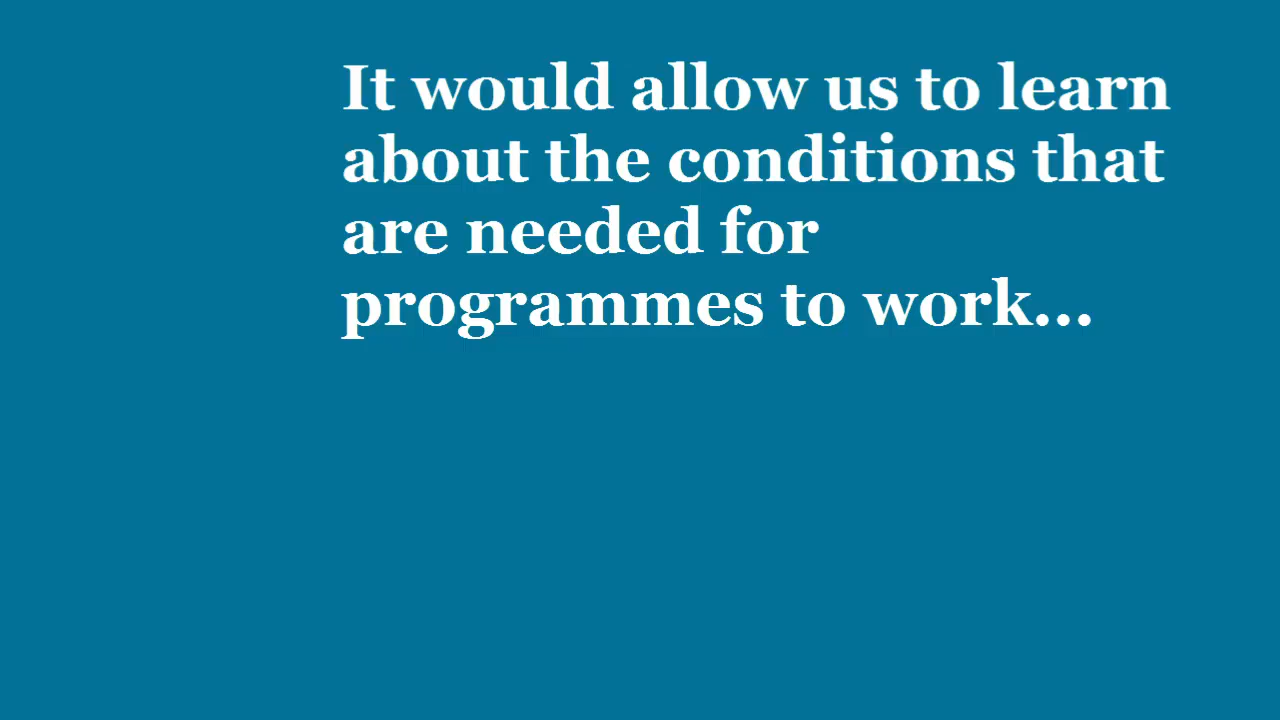 It would allow us to learn
about the conditions that
are needed for
programmes to work...